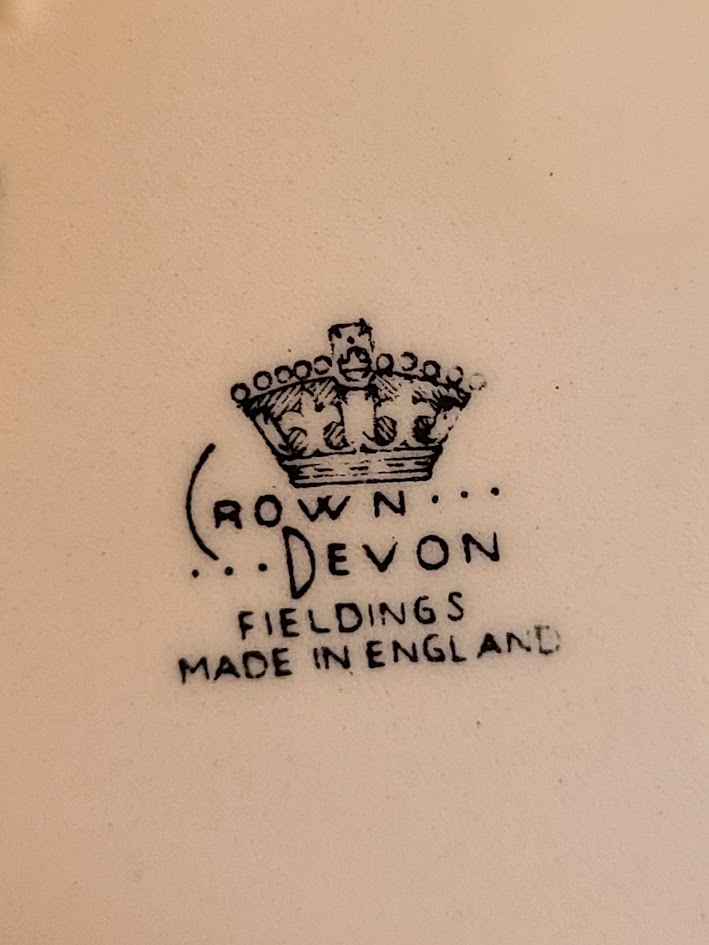 CROWN...
...DEVON
FIELDINGS
MADE IN ENGLAND